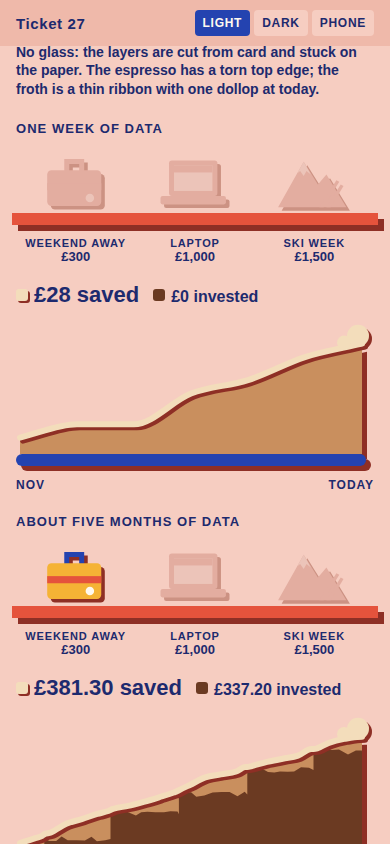 Ticket 27
LIGHT DARK PHONE
No glass: the layers are cut from card and stuck on
the paper. The espresso has a torn top edge; the
froth is a thin ribbon with one dollop at today.
ONE WEEK OF DATA
WEEKEND AWAY LAPTOP SKI WEEK
£300 £1,000 £1,500
£28 saved £0 invested
NOV TODAY
ABOUT FIVE MONTHS OF DATA
WEEKEND AWAY LAPTOP SKI WEEK
£300 £1,000 £1,500
£381.30 saved £337.20 invested